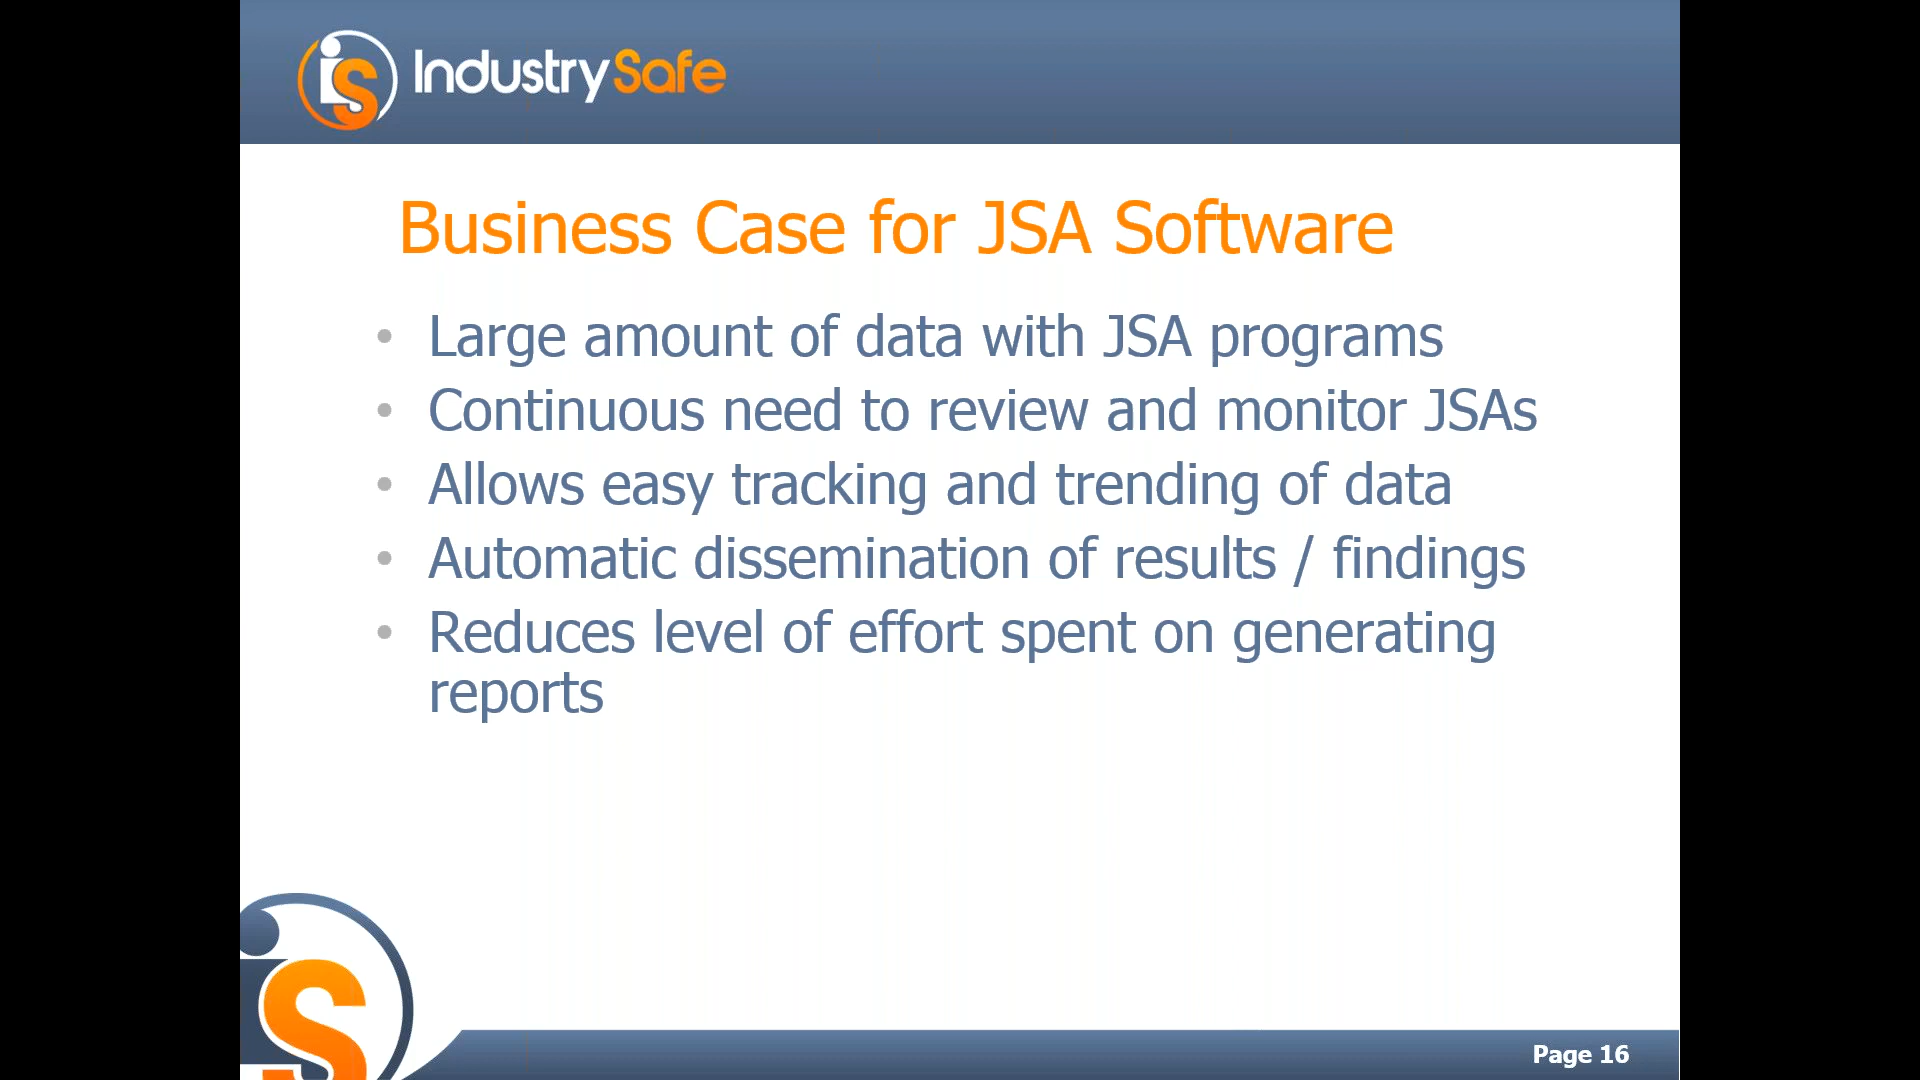 iS IndustrySafe
Business Case for JSA Software
• Large amount of data with JSA programs
• Continuous need to review and monitor JSAs
• Allows easy tracking and trending of data
• Automatic dissemination of results / findings
• Reduces level of effort spent on generating
reports
iS
Page 16